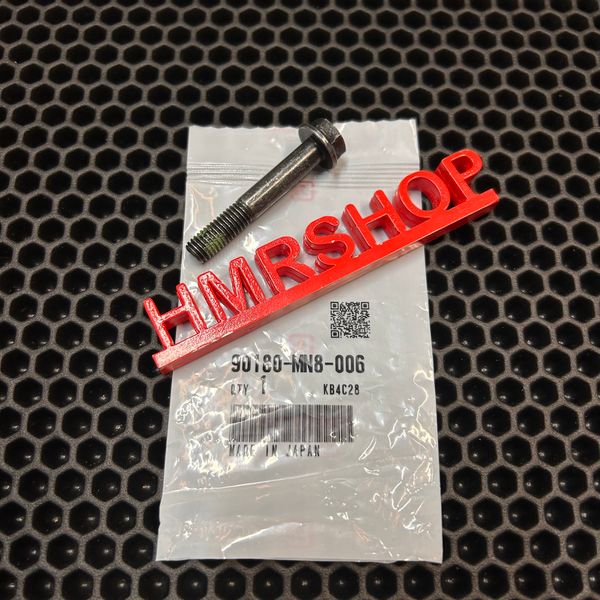 HMRSHOP
90180-MN8-006
QTY 1 KB4C28
MADE IN JAPAN